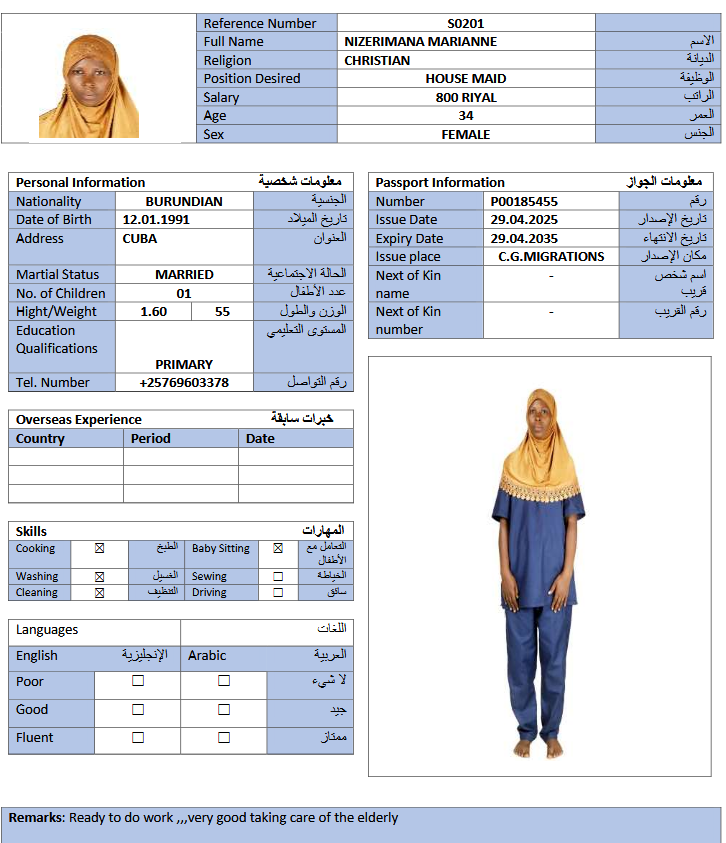 Reference Number S0201
Full Name NIZERIMANA MARIANNE الاسم
Religion CHRISTIAN الديانة
Position Desired HOUSE MAID الوظيفة
Salary 800 RIYAL الراتب
Age 34 العمر
Sex FEMALE الجنس
Personal Information معلومات شخصية
Nationality BURUNDIAN الجنسية
Date of Birth 12.01.1991 تاريخ الميلاد
Address CUBA العنوان
Martial Status MARRIED الحالة الاجتماعية
No. of Children 01 عدد الأطفال
Hight/Weight 1.60 55 الوزن والطول
Education المستوى التعليمي
Qualifications
PRIMARY
Tel. Number +25769603378 رقم التواصل
Passport Information معلومات الجواز
Number P00185455 رقم
Issue Date 29.04.2025 تاريخ الإصدار
Expiry Date 29.04.2035 تاريخ الانتهاء
Issue place C.G.MIGRATIONS مكان الإصدار
Next of Kin - اسم شخص
name قريب
Next of Kin - رقم القريب
number
Overseas Experience خبرات سابقة
Country Period Date
Skills المهارات
Cooking ☒ الطبخ Baby Sitting ☒ التعامل مع
الأطفال
Washing ☒ الغسيل Sewing ☐ الخياطة
Cleaning ☒ التنظيف Driving ☐ سائق
Languages اللغات
English الإنجليزية Arabic العربية
Poor ☐ ☐ لا شيء
Good ☐ ☐ جيد
Fluent ☐ ☐ ممتاز
Remarks: Ready to do work ,,,very good taking care of the elderly